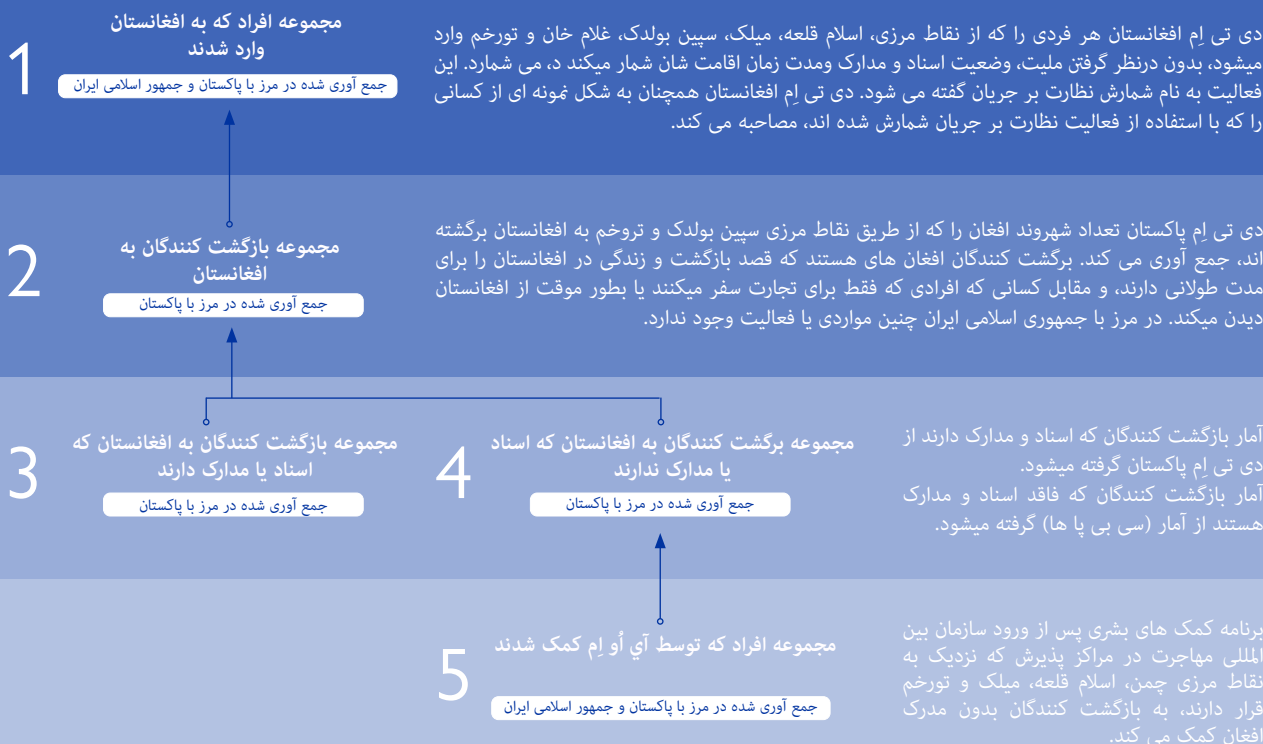 مجموعه افراد که به افغانستان
وارد شدند
1
جمع آوری شده در مرز با پاکستان و جمهور اسلامی ایران
دی تی اِم افغانستان هر فردی را که از نقاط مرزی، اسلام قلعه، میلک، سپین بولدک، غلام خان و تورخم وارد
میشود، بدون درنظر گرفتن ملیت، وضعیت اسناد و مدارک ومدت زمان اقامت شان شمار میکند د، می شمارد. این
فعالیت به نام شمارش نظارت بر جریان گفته می شود. دی تی اِم افغانستان همچنان به شکل نمونه ای از کسانی
را که با استفاده از فعالیت نظارت بر جریان شمارش شده اند، مصاحبه می کند.
2
مجموعه بازگشت کنندگان به
افغانستان
جمع آوری شده در مرز با پاکستان
دی تی اِم پاکستان تعداد شهروند افغان را که از طریق نقاط مرزی سپین بولدک و تروخم به افغانستان برگشته
اند، جمع آوری می کند. برگشت کنندگان افغان های هستند که قصد بازگشت و زندگی در افغانستان را برای
مدت طولانی دارند، و مقابل کسانی که افرادی که فقط برای تجارت سفر میکنند یا بطور موقت از افغانستان
دیدن میکند. در مرز با جمهوری اسلامی ایران چنین مواردی یا فعالیت وجود ندارد.
3
مجموعه بازگشت کنندگان به افغانستان که
اسناد یا مدارک دارند
جمع آوری شده در مرز با پاکستان
4
مجموعه برگشت کنندگان به افغانستان که اسناد
یا مدارک ندارند
جمع آوری شده در مرز با پاکستان
آمار بازگشت کنندگان که اسناد و مدارک دارند از
دی تی اِم پاکستان گرفته میشود.
آمار بازگشت کنندگان که فاقد اسناد و مدارک
هستند از آمار (سی بی پا ها) گرفته میشود.
5
مجموعه افراد که توسط آي اُو اِم کمک شدند
جمع آوری شده در مرز با پاکستان و جمهور اسلامی ایران
برنامه کمک های بشری پس از ورود سازمان بین
المللی مهاجرت در مراکز پذیرش که نزدیک به
نقاط مرزی چمن، اسلام قلعه، میلک و تورخم
قرار دارند، به بازگشت کنندگان بدون مدرک
افغان کمک می کند.